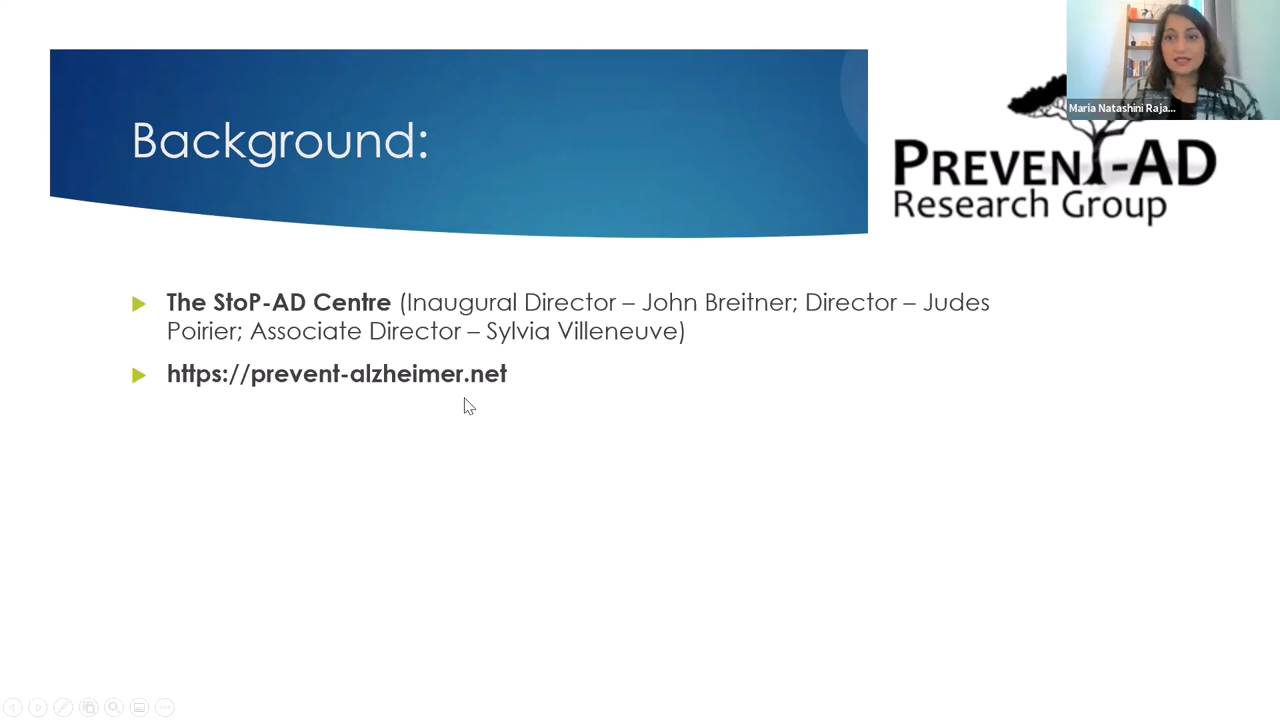 Maria Natashini Raja...
Background:
PREVENT-AD
Research Group
The StoP-AD Centre (Inaugural Director – John Breitner; Director – Judes
Poirier; Associate Director – Sylvia Villeneuve)
https://prevent-alzheimer.net